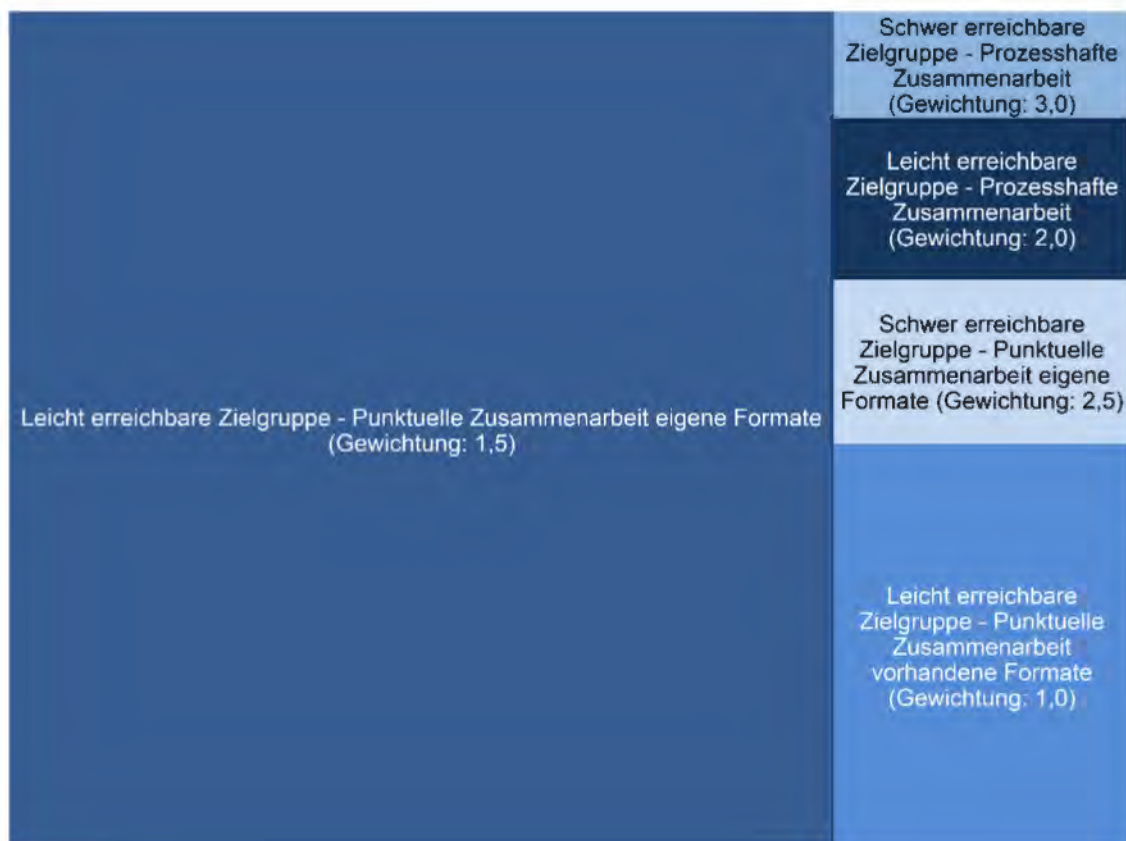 Schwer erreichbare
Zielgruppe - Prozesshafte
Zusammenarbeit
(Gewichtung: 3,0)
Leicht erreichbare
Zielgruppe - Prozesshafte
Zusammenarbeit
(Gewichtung: 2,0)
Schwer erreichbare
Zielgruppe - Punktuelle
Zusammenarbeit eigene
Formate (Gewichtung: 2,5)
Leicht erreichbare Zielgruppe - Punktuelle Zusammenarbeit eigene Formate
(Gewichtung: 1,5)
Leicht erreichbare
Zielgruppe - Punktuelle
Zusammenarbeit
vorhandene Formate
(Gewichtung: 1,0)